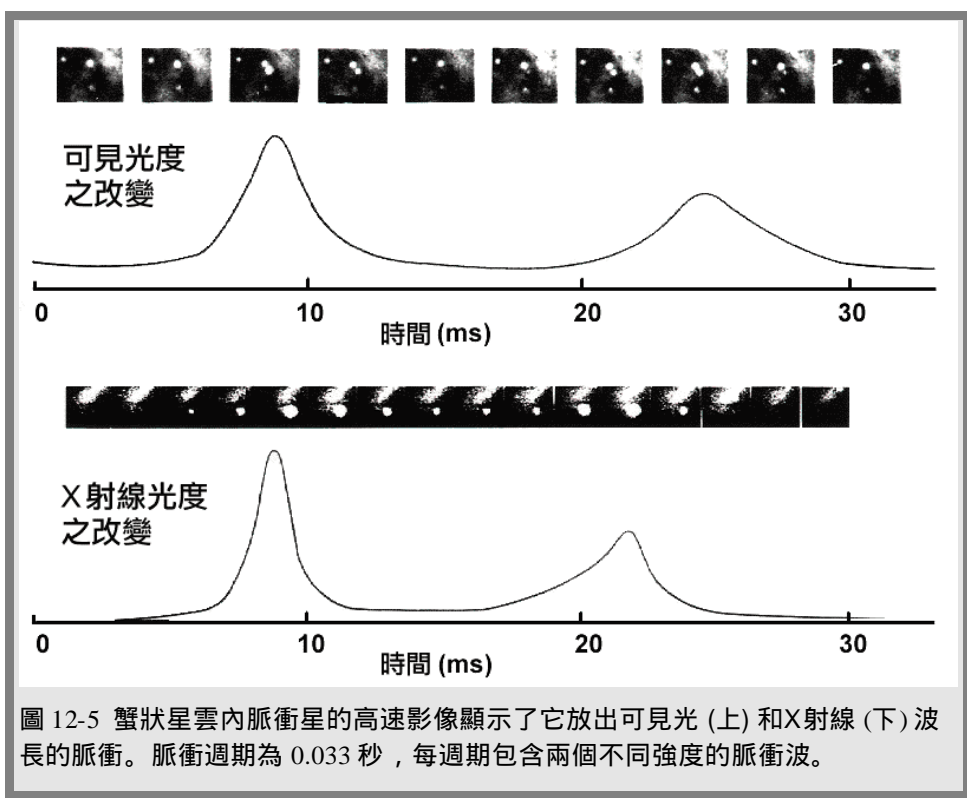 可見光度
之改變
0 10 20 30
時間 (ms)
X射線光度
之改變
0 10 20 30
時間 (ms)
圖 12-5 蟹狀星雲內脈衝星的高速影像顯示了它放出可見光 (上) 和X射線 (下) 波
長的脈衝。脈衝週期為 0.033 秒，每週期包含兩個不同強度的脈衝波。